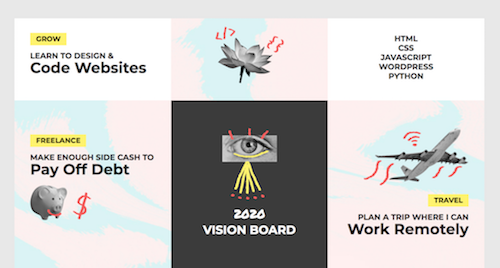 GROW
LEARN TO DESIGN &
Code Websites
</>
HTML
CSS
JAVASCRIPT
WORDPRESS
PYTHON
FREELANCE
MAKE ENOUGH SIDE CASH TO
Pay Off Debt
$
2020
VISION BOARD
TRAVEL
PLAN A TRIP WHERE I CAN
Work Remotely